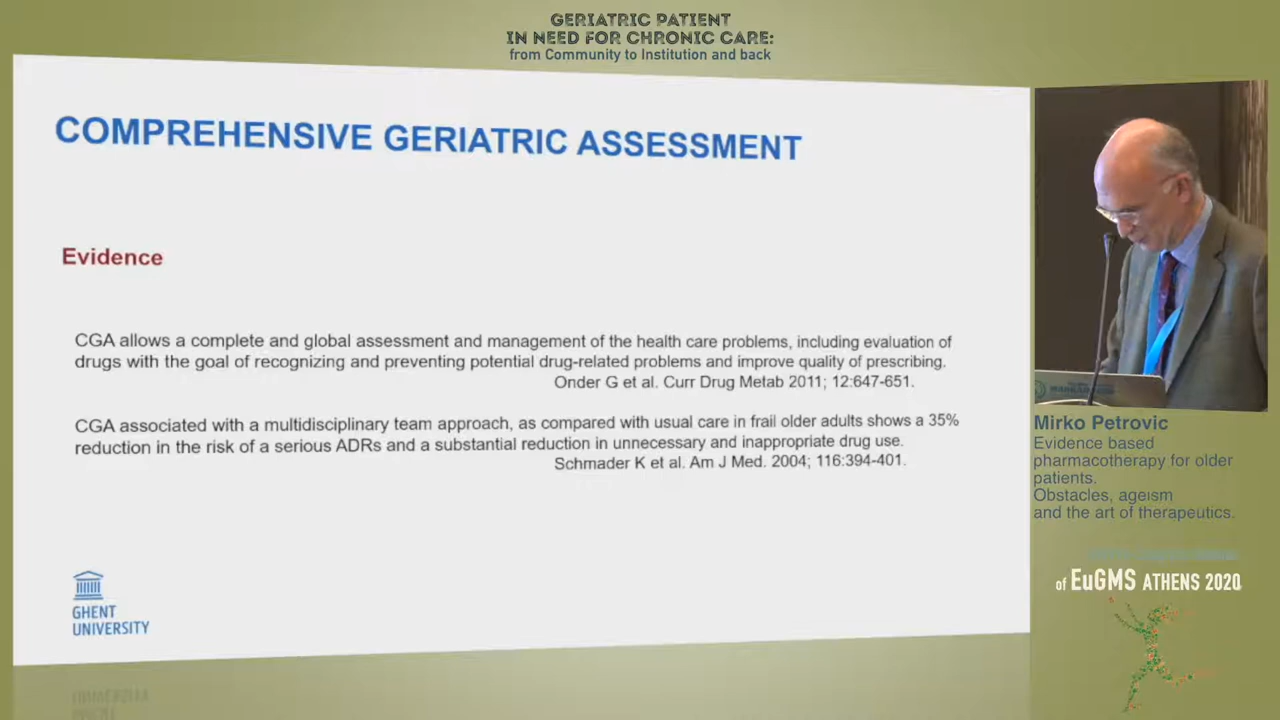 GERIATRIC PATIENT
IN NEED FOR CHRONIC CARE:
from Community to Institution and back
COMPREHENSIVE GERIATRIC ASSESSMENT
Evidence
CGA allows a complete and global assessment and management of the health care problems, including evaluation of
drugs with the goal of recognizing and preventing potential drug-related problems and improve quality of prescribing.
Onder G et al. Curr Drug Metab 2011; 12:647-651.
CGA associated with a multidisciplinary team approach, as compared with usual care in frail older adults shows a 35%
reduction in the risk of a serious ADRs and a substantial reduction in unnecessary and inappropriate drug use.
Schmader K et al. Am J Med. 2004; 116:394-401.
GHENT
UNIVERSITY
Mirko Petrovic
Evidence based
pharmacotherapy for older
patients.
Obstacles, ageism
and the art of therapeutics.
of EuGMS ATHENS 2020